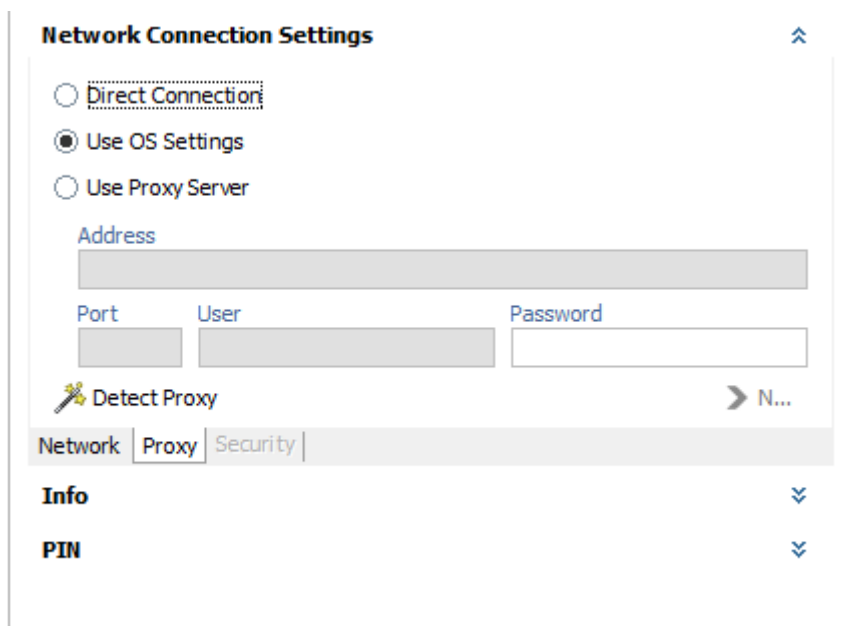 Network Connection Settings
Direct Connection
Use OS Settings
Use Proxy Server
Address
Port User Password
Detect Proxy N...
Network Proxy Security
Info
PIN